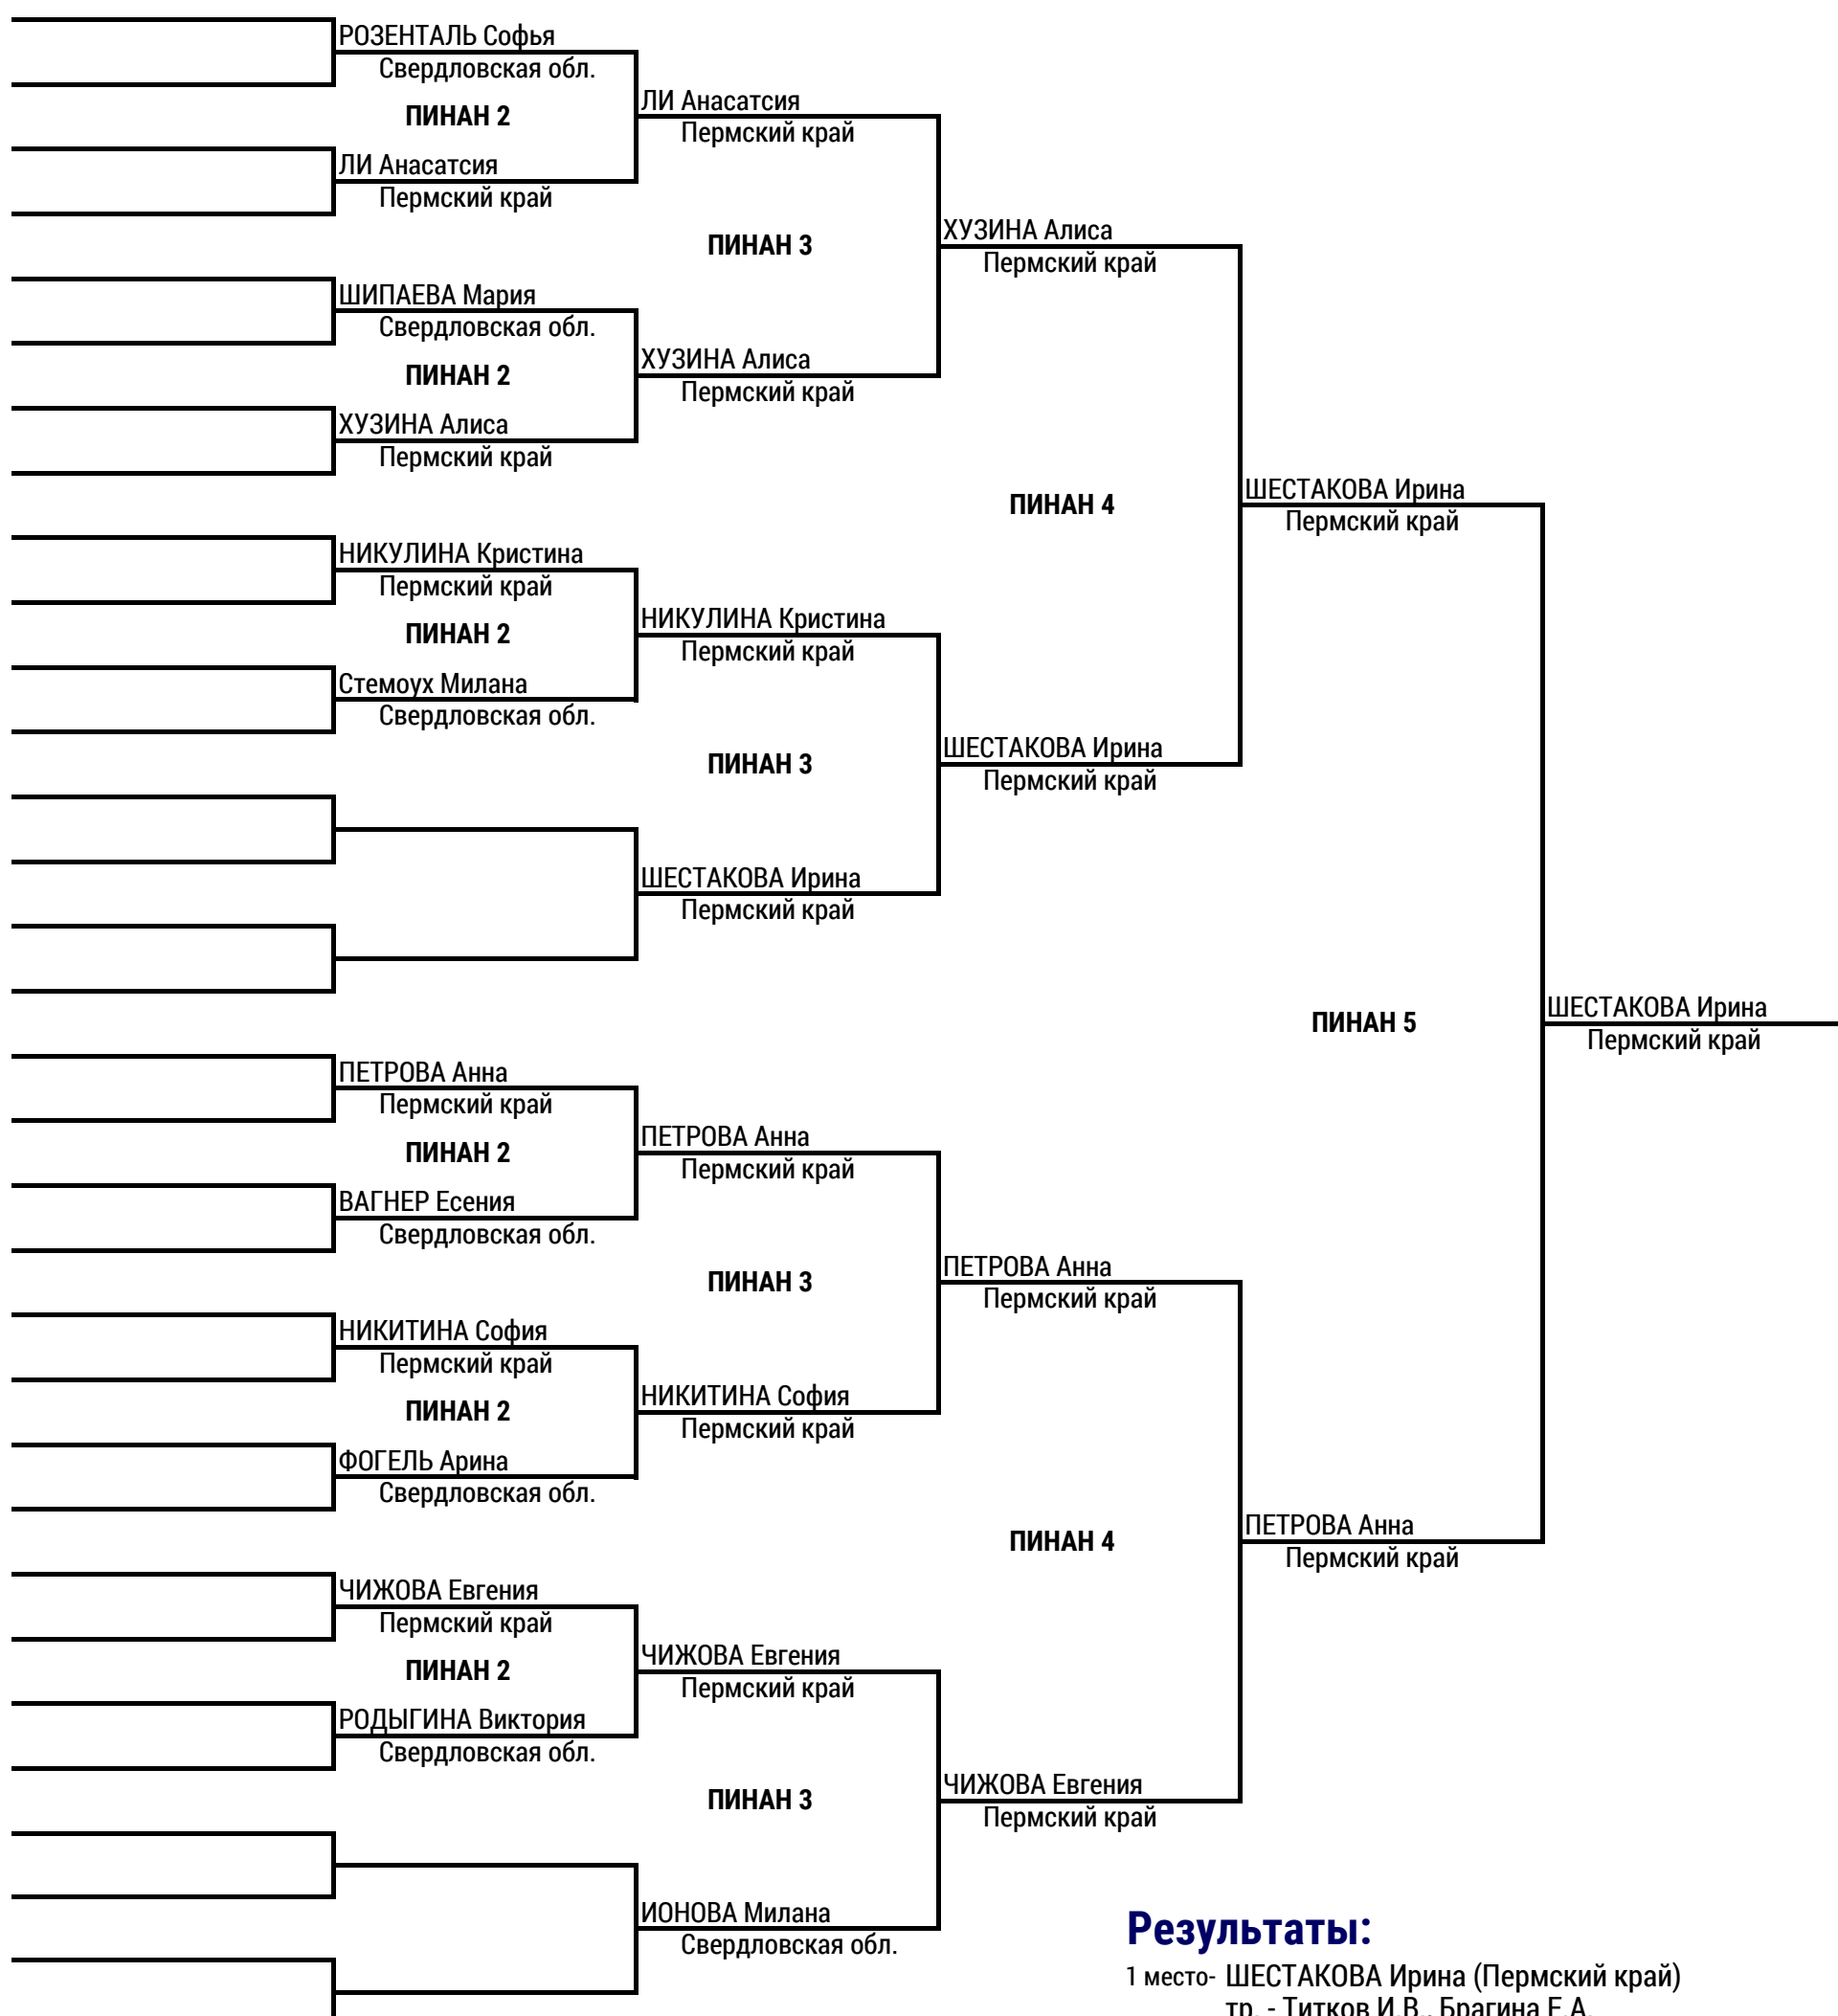 РОЗЕНТАЛЬ Софья
Свердловская обл.
ПИНАН 2
ЛИ Анасатсия
Пермский край
ЛИ Анасатсия
Пермский край
ПИНАН 3
ХУЗИНА Алиса
Пермский край
ШИПАЕВА Мария
Свердловская обл.
ПИНАН 2
ХУЗИНА Алиса
Пермский край
ХУЗИНА Алиса
Пермский край
ПИНАН 4
ШЕСТАКОВА Ирина
Пермский край
НИКУЛИНА Кристина
Пермский край
ПИНАН 2
НИКУЛИНА Кристина
Пермский край
Стемоух Милана
Свердловская обл.
ПИНАН 3
ШЕСТАКОВА Ирина
Пермский край
ШЕСТАКОВА Ирина
Пермский край
ПИНАН 5
ШЕСТАКОВА Ирина
Пермский край
ПЕТРОВА Анна
Пермский край
ПИНАН 2
ПЕТРОВА Анна
Пермский край
ВАГНЕР Есения
Свердловская обл.
ПИНАН 3
ПЕТРОВА Анна
Пермский край
НИКИТИНА София
Пермский край
ПИНАН 2
НИКИТИНА София
Пермский край
ФОГЕЛЬ Арина
Свердловская обл.
ПИНАН 4
ПЕТРОВА Анна
Пермский край
ЧИЖОВА Евгения
Пермский край
ПИНАН 2
ЧИЖОВА Евгения
Пермский край
РОДЫГИНА Виктория
Свердловская обл.
ПИНАН 3
ЧИЖОВА Евгения
Пермский край
ИОНОВА Милана
Свердловская обл.
Результаты:
1 место- ШЕСТАКОВА Ирина (Пермский край)
тр. - Титков И.В., Брагина Е.А.